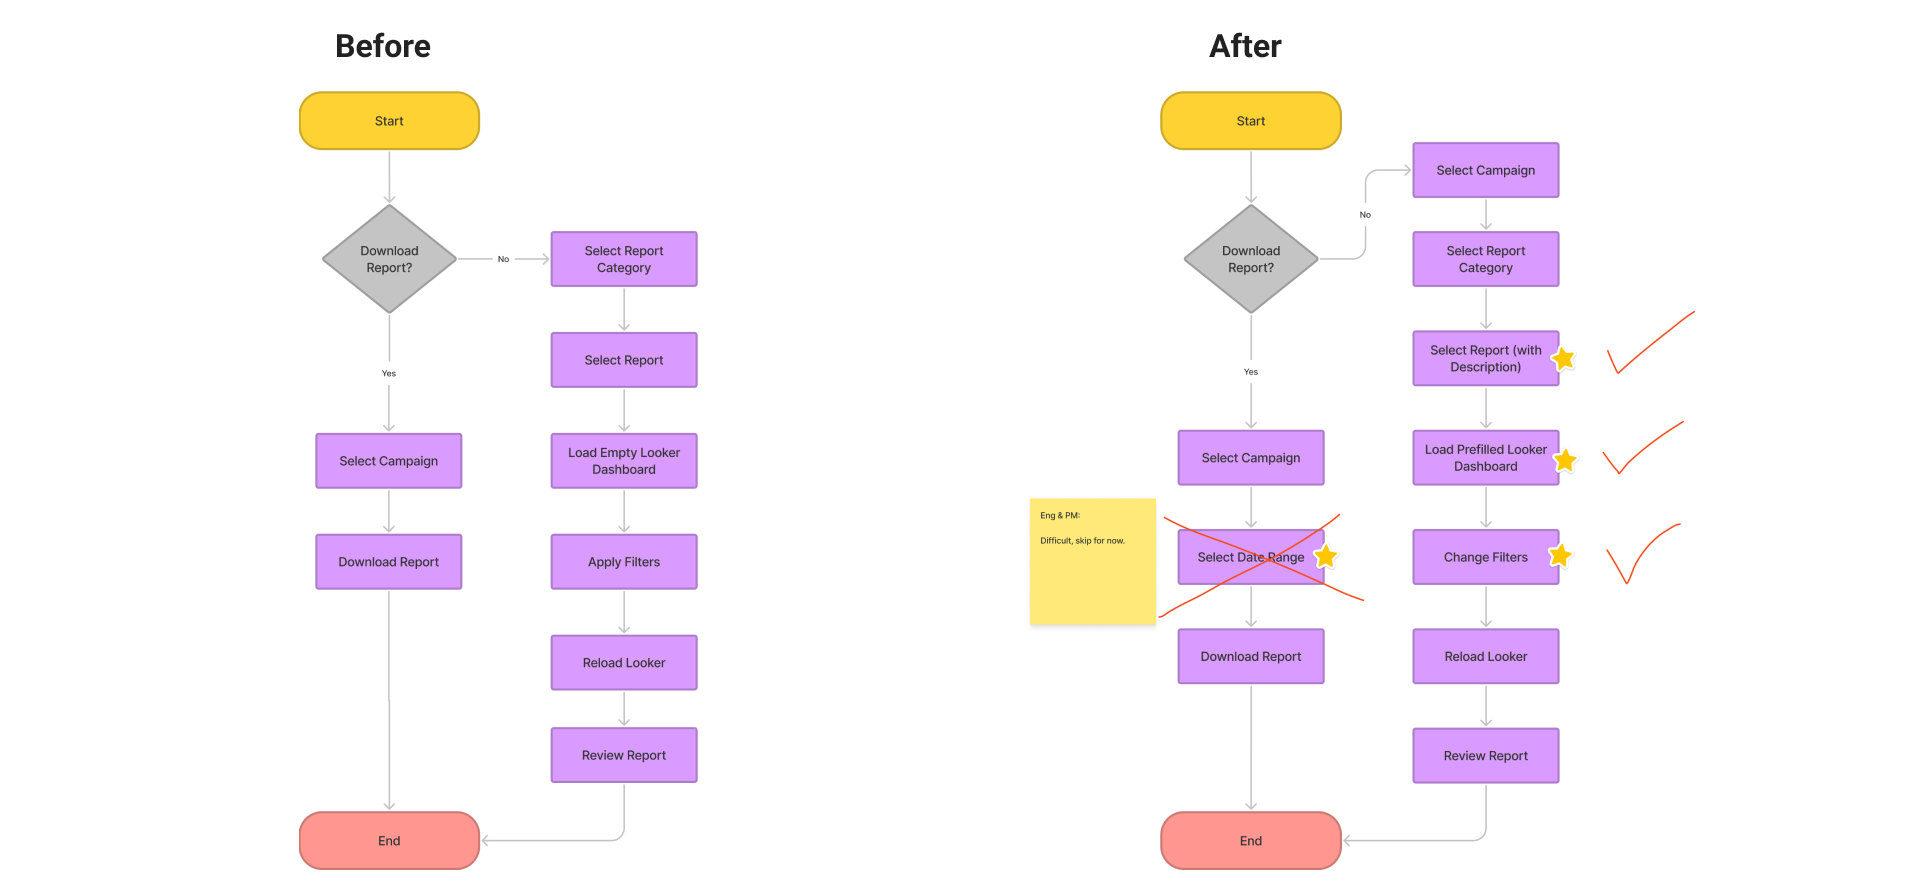 Before
Start
Download
Report?
No
Select Report
Category
Select Report
Yes
Select Campaign
Load Empty Looker
Dashboard
Download Report
Apply Filters
Reload Looker
Review Report
End
After
Start
Select Campaign
No
Download
Report?
Select Report
Category
Select Report (with
Description)
Yes
Select Campaign
Load Prefilled Looker
Dashboard
Eng & PM:
Difficult, skip for now.
Select Date Range
Change Filters
Download Report
Reload Looker
Review Report
End